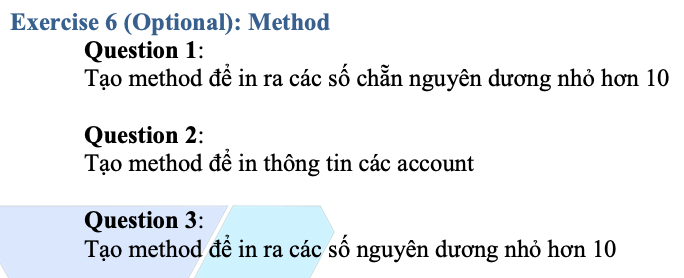 Exercise 6 (Optional): Method
Question 1:
Tạo method để in ra các số chẵn nguyên dương nhỏ hơn 10
Question 2:
Tạo method để in thông tin các account
Question 3:
Tạo method để in ra các số nguyên dương nhỏ hơn 10